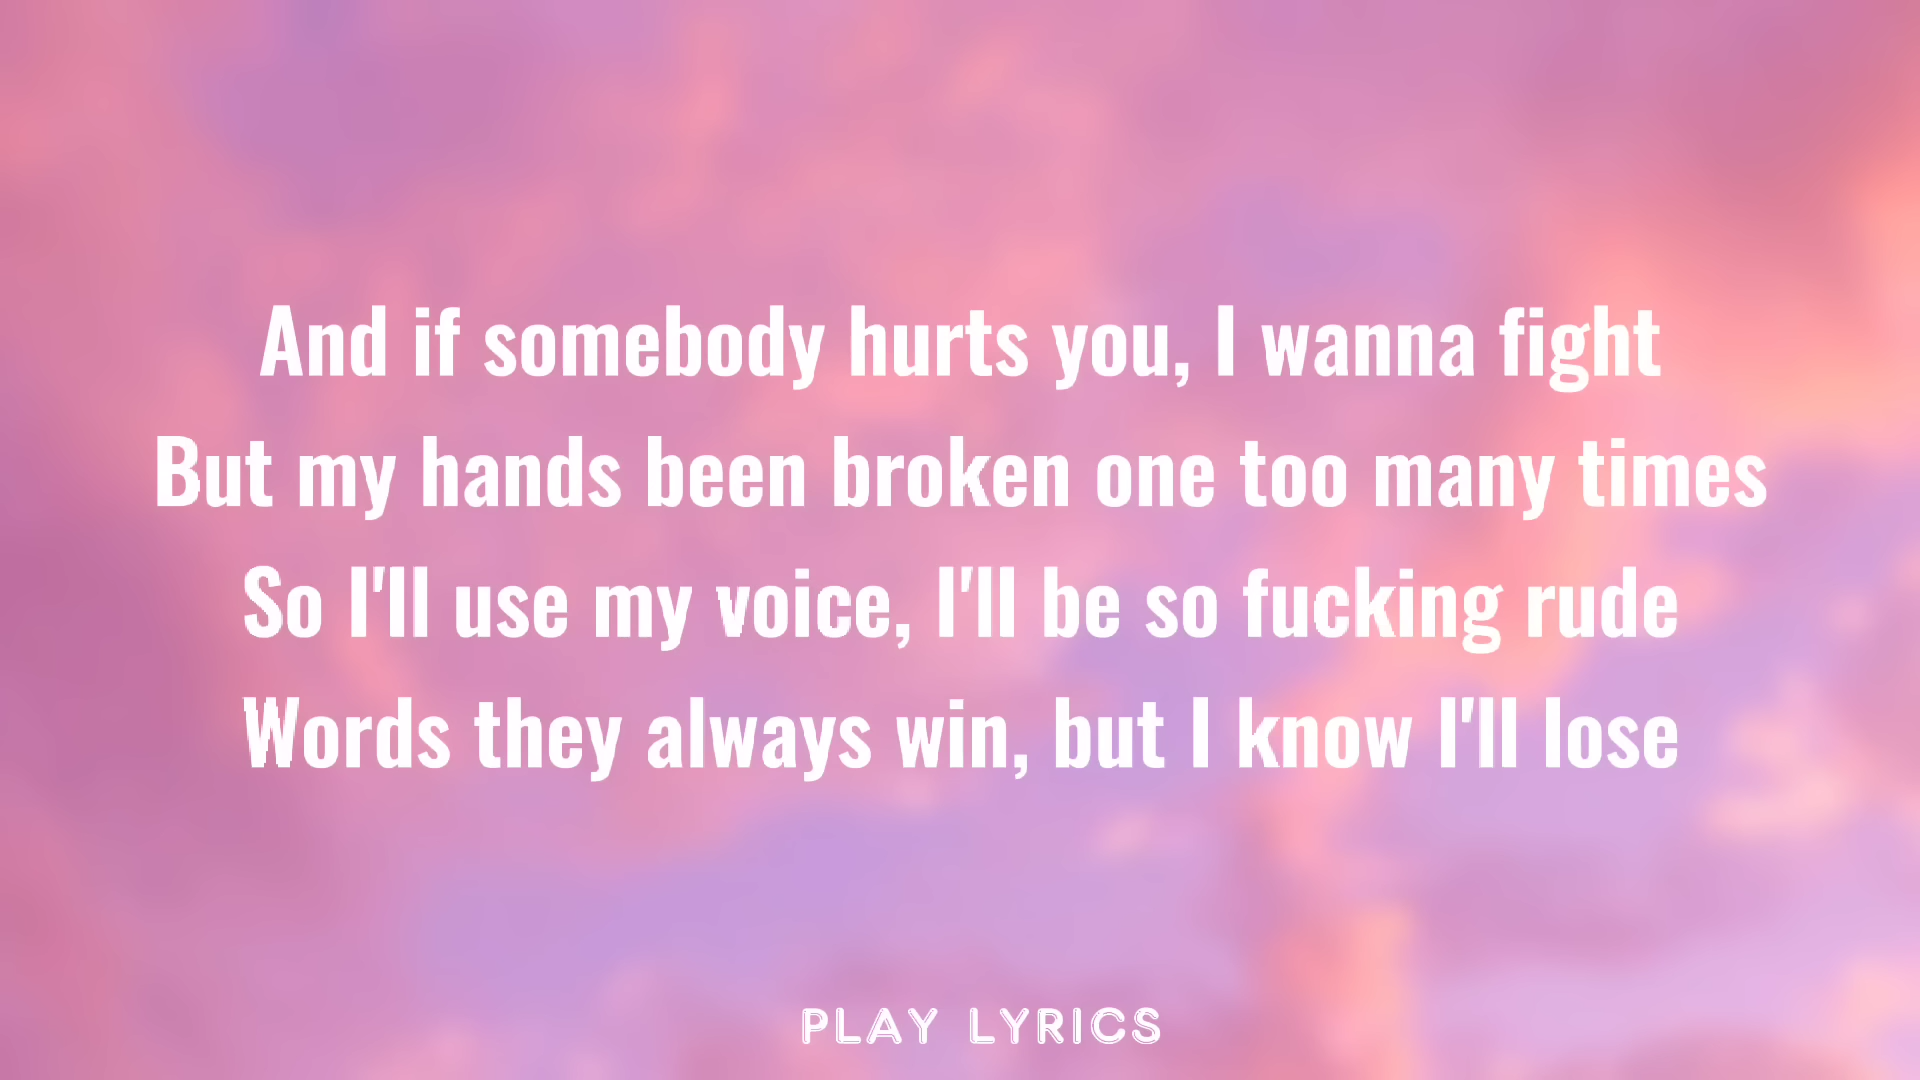 And if somebody hurts you, I wanna fight
But my hands been broken one too many times
So I'll use my voice, I'll be so fucking rude
Words they always win, but I know I'll lose
PLAY LYRICS